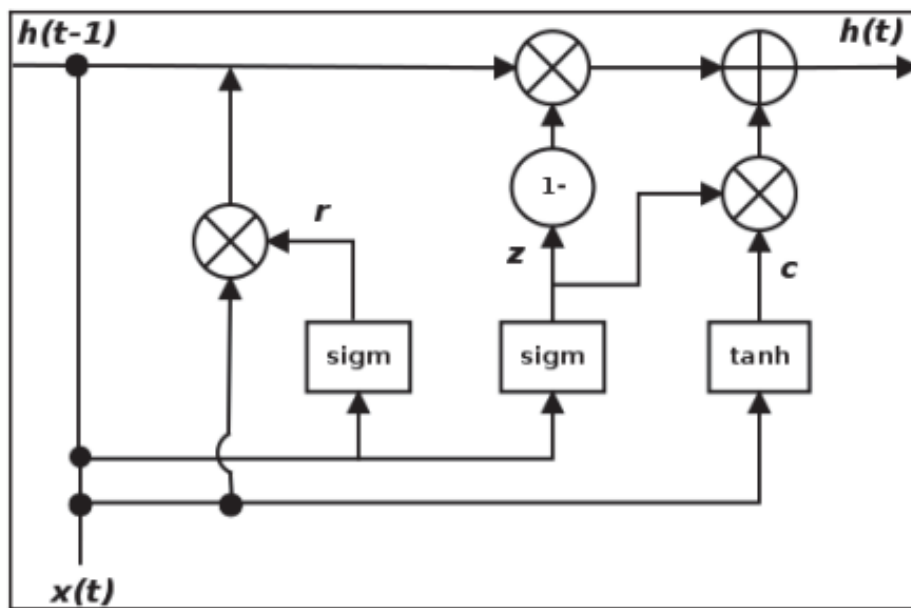 h(t-1)
h(t)
1-
r
z
c
sigm
sigm
tanh
x(t)